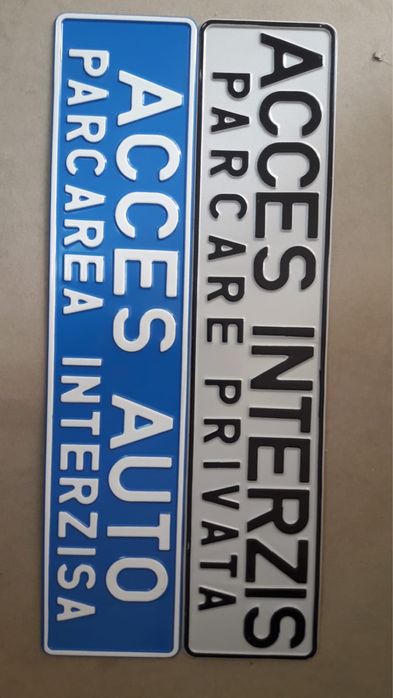 ACCES AUTO
PARCAREA INTERZISA
ACCES INTERZIS
PARCARE PRIVATA